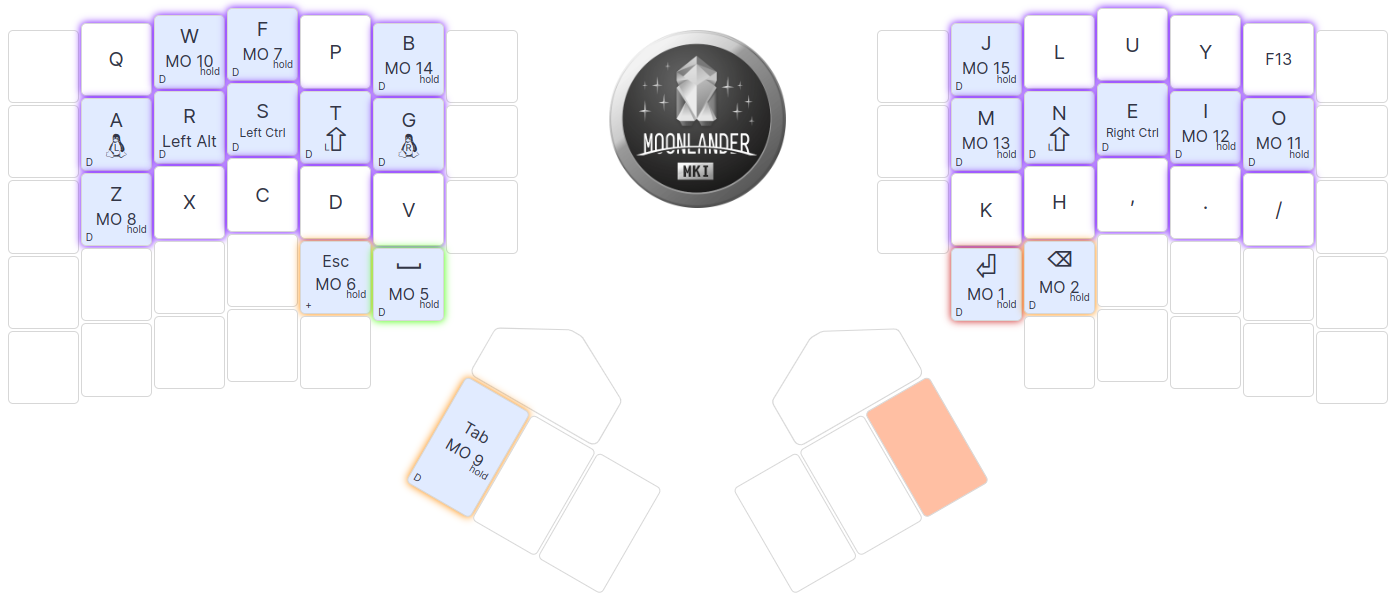 Q
W
MO 10
hold
D
F
MO 7
hold
D
P
B
MO 14
hold
D
J
MO 15
hold
D
L
U
Y
F13
A
L
D
R
Left Alt
D
S
Left Ctrl
D
T
L
D
G
R
D
M
MO 13
hold
D
N
L
D
E
Right Ctrl
D
I
MO 12
hold
D
O
MO 11
hold
D
MOONLANDER
MKI
Z
MO 8
hold
D
X
C
D
V
K
H
,
.
/
Esc
MO 6
hold
+
MO 5
hold
D
MO 1
hold
D
MO 2
hold
D
Tab
MO 9
hold
D